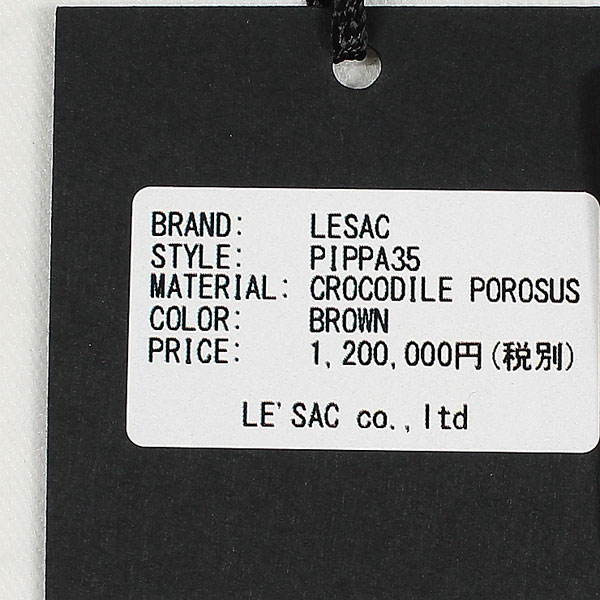 BRAND: LESAC
STYLE: PIPPA35
MATERIAL: CROCODILE POROSUS
COLOR: BROWN
PRICE: 1,200,000円(税別)
LE'SAC co.,ltd